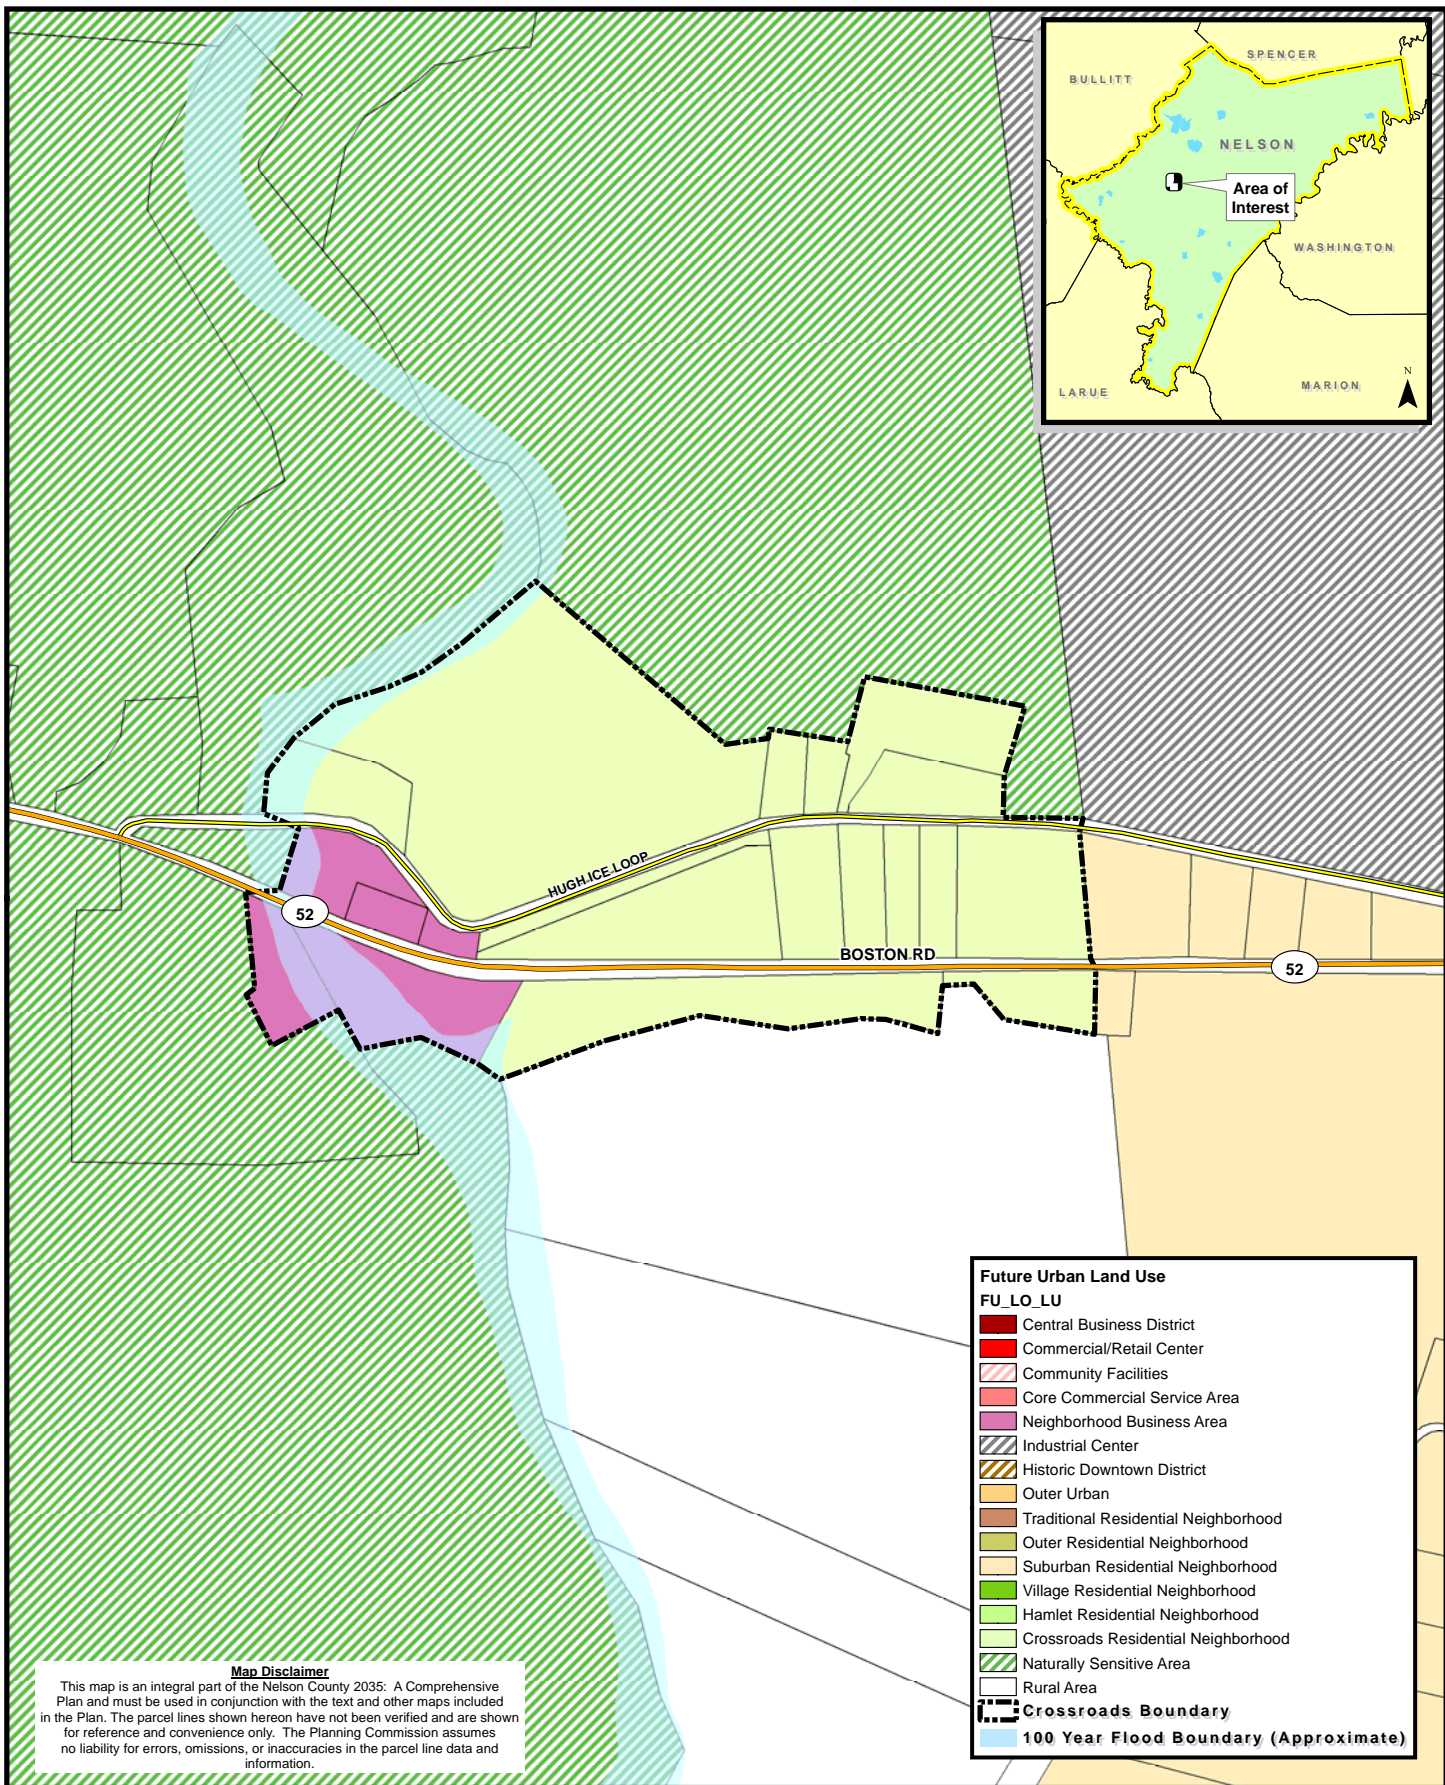 SPENCER
BULLITT
NELSON
Area of
Interest
WASHINGTON
N
LARUE
MARION
HUGH ICE LOOP
52
BOSTON RD
52
Future Urban Land Use
FU_LO_LU
Central Business District
Commercial/Retail Center
Community Facilities
Core Commercial Service Area
Neighborhood Business Area
Industrial Center
Historic Downtown District
Outer Urban
Traditional Residential Neighborhood
Outer Residential Neighborhood
Suburban Residential Neighborhood
Village Residential Neighborhood
Hamlet Residential Neighborhood
Crossroads Residential Neighborhood
Naturally Sensitive Area
Rural Area
Crossroads Boundary
100 Year Flood Boundary (Approximate)
Map Disclaimer
This map is an integral part of the Nelson County 2035: A Comprehensive
Plan and must be used in conjunction with the text and other maps included
in the Plan. The parcel lines shown hereon have not been verified and are shown
for reference and convenience only. The Planning Commission assumes
no liability for errors, omissions, or inaccuracies in the parcel line data and
information.